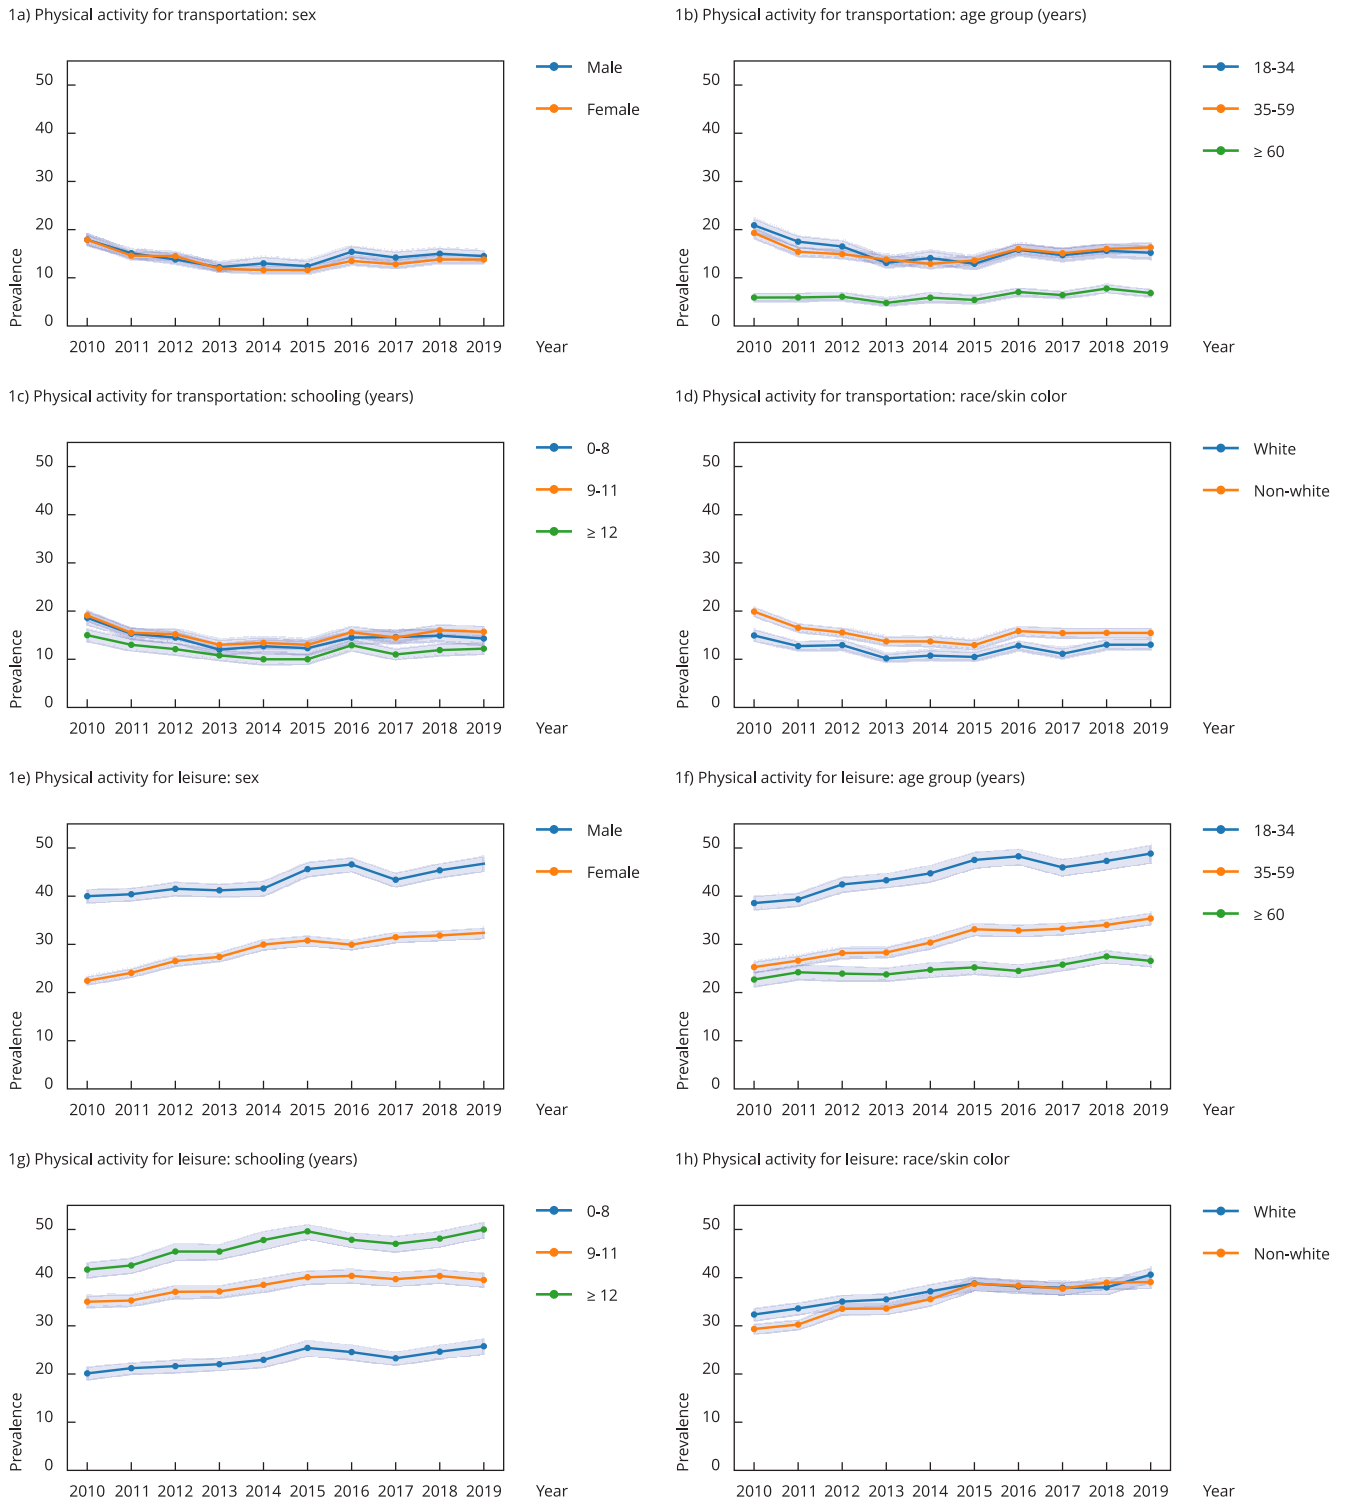 1a) Physical activity for transportation: sex
50
40
30
20
10
0
Prevalence
2010 2011 2012 2013 2014 2015 2016 2017 2018 2019 Year
Male
Female
1b) Physical activity for transportation: age group (years)
50
40
30
20
10
0
Prevalence
2010 2011 2012 2013 2014 2015 2016 2017 2018 2019 Year
18-34
35-59
≥ 60
1c) Physical activity for transportation: schooling (years)
50
40
30
20
10
0
Prevalence
2010 2011 2012 2013 2014 2015 2016 2017 2018 2019 Year
0-8
9-11
≥ 12
1d) Physical activity for transportation: race/skin color
50
40
30
20
10
0
Prevalence
2010 2011 2012 2013 2014 2015 2016 2017 2018 2019 Year
White
Non-white
1e) Physical activity for leisure: sex
50
40
30
20
10
0
Prevalence
2010 2011 2012 2013 2014 2015 2016 2017 2018 2019 Year
Male
Female
1f) Physical activity for leisure: age group (years)
50
40
30
20
10
0
Prevalence
2010 2011 2012 2013 2014 2015 2016 2017 2018 2019 Year
18-34
35-59
≥ 60
1g) Physical activity for leisure: schooling (years)
50
40
30
20
10
0
Prevalence
2010 2011 2012 2013 2014 2015 2016 2017 2018 2019 Year
0-8
9-11
≥ 12
1h) Physical activity for leisure: race/skin color
50
40
30
20
10
0
Prevalence
2010 2011 2012 2013 2014 2015 2016 2017 2018 2019 Year
White
Non-white